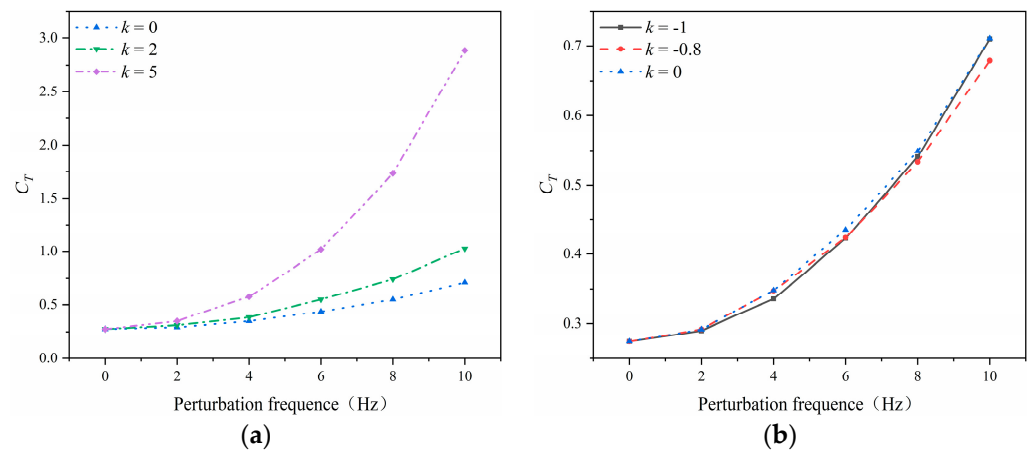 k = 0
k = 2
k = 5
3.0
2.5
2.0
1.5
1.0
0.5
0.0
C_T
0 2 4 6 8 10
Perturbation frequence（Hz）
(a)
k = -1
k = -0.8
k = 0
0.7
0.6
0.5
0.4
0.3
C_T
0 2 4 6 8 10
Perturbation frequence（Hz）
(b)